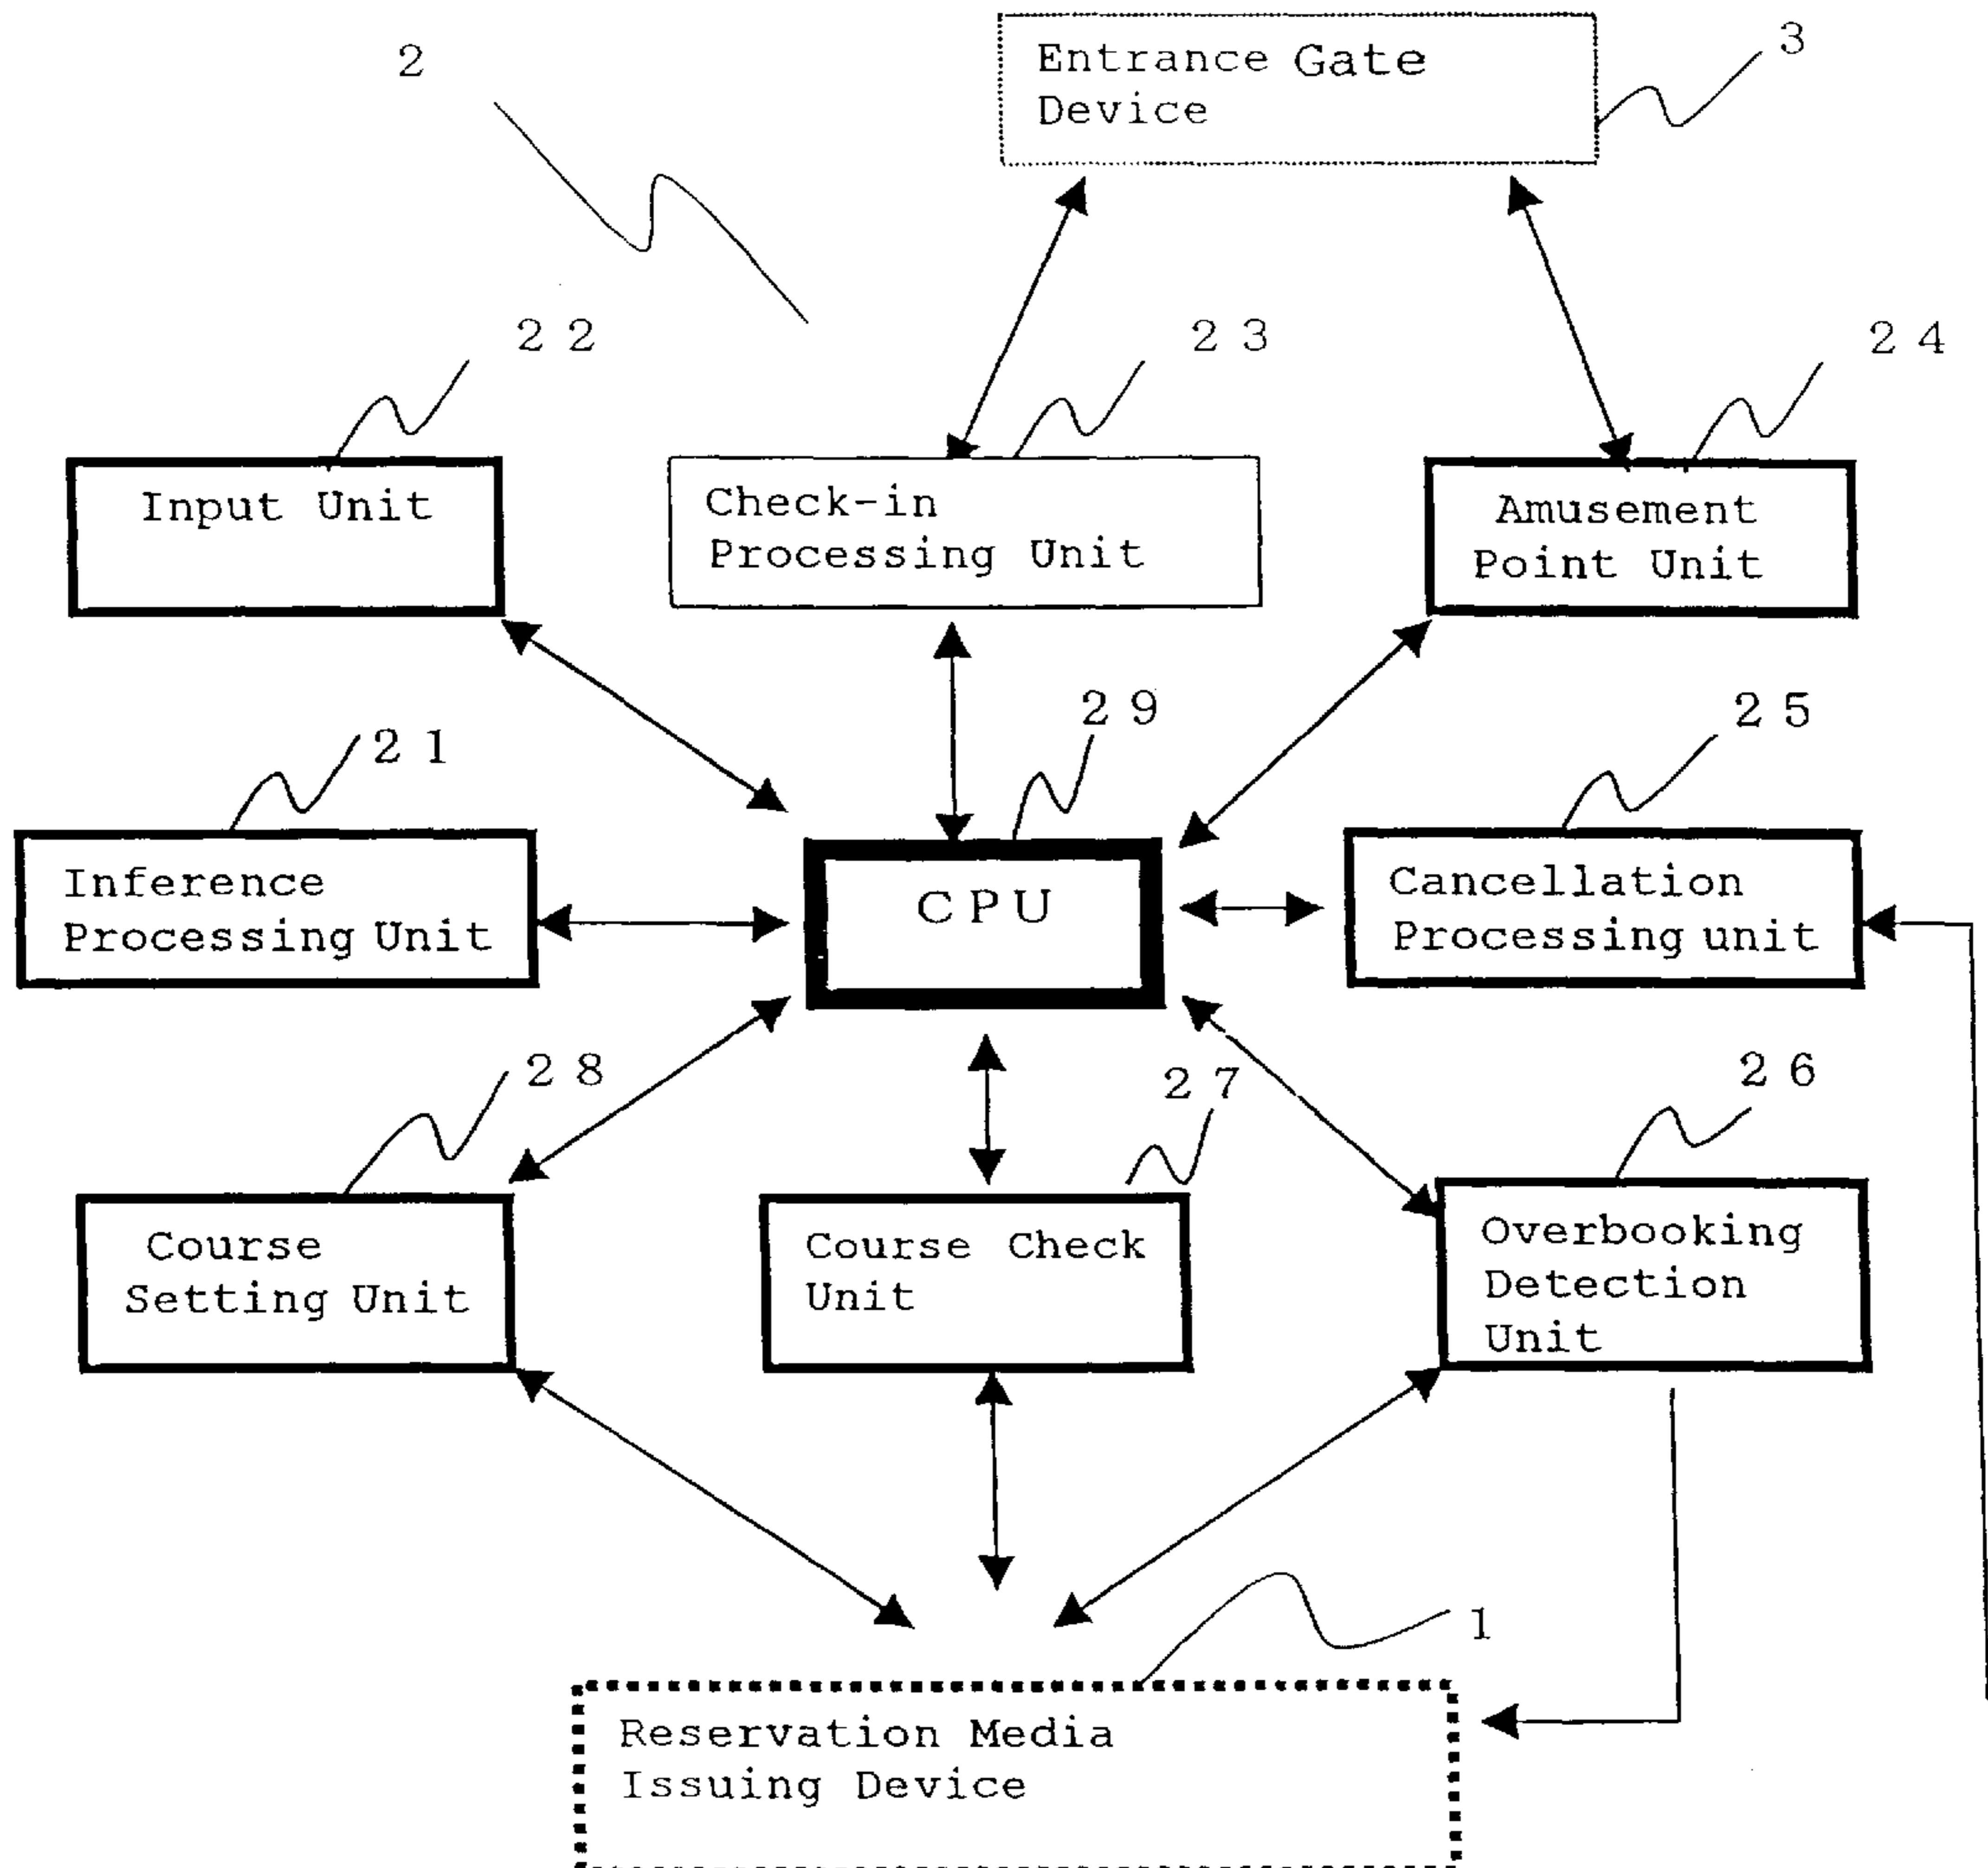 2
Entrance Gate
Device
3
22
23
24
Input Unit
Check-in
Processing Unit
Amusement
Point Unit
21
29
25
Inference
Processing Unit
CPU
Cancellation
Processing unit
28
27
26
Course
Setting Unit
Course Check
Unit
Overbooking
Detection
Unit
1
Reservation Media
Issuing Device